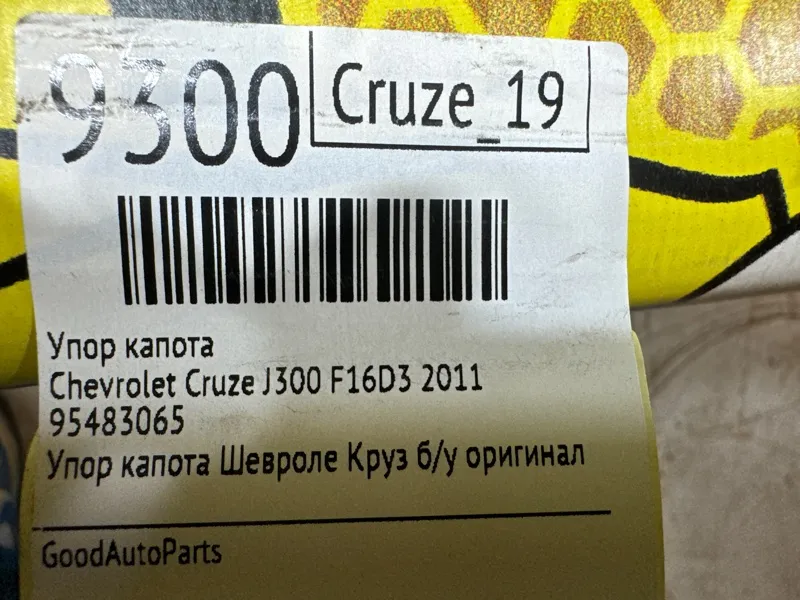 9300
Cruze_19
Упор капота
Chevrolet Cruze J300 F16D3 2011
95483065
Упор капота Шевроле Круз б/у оригинал
GoodAutoParts